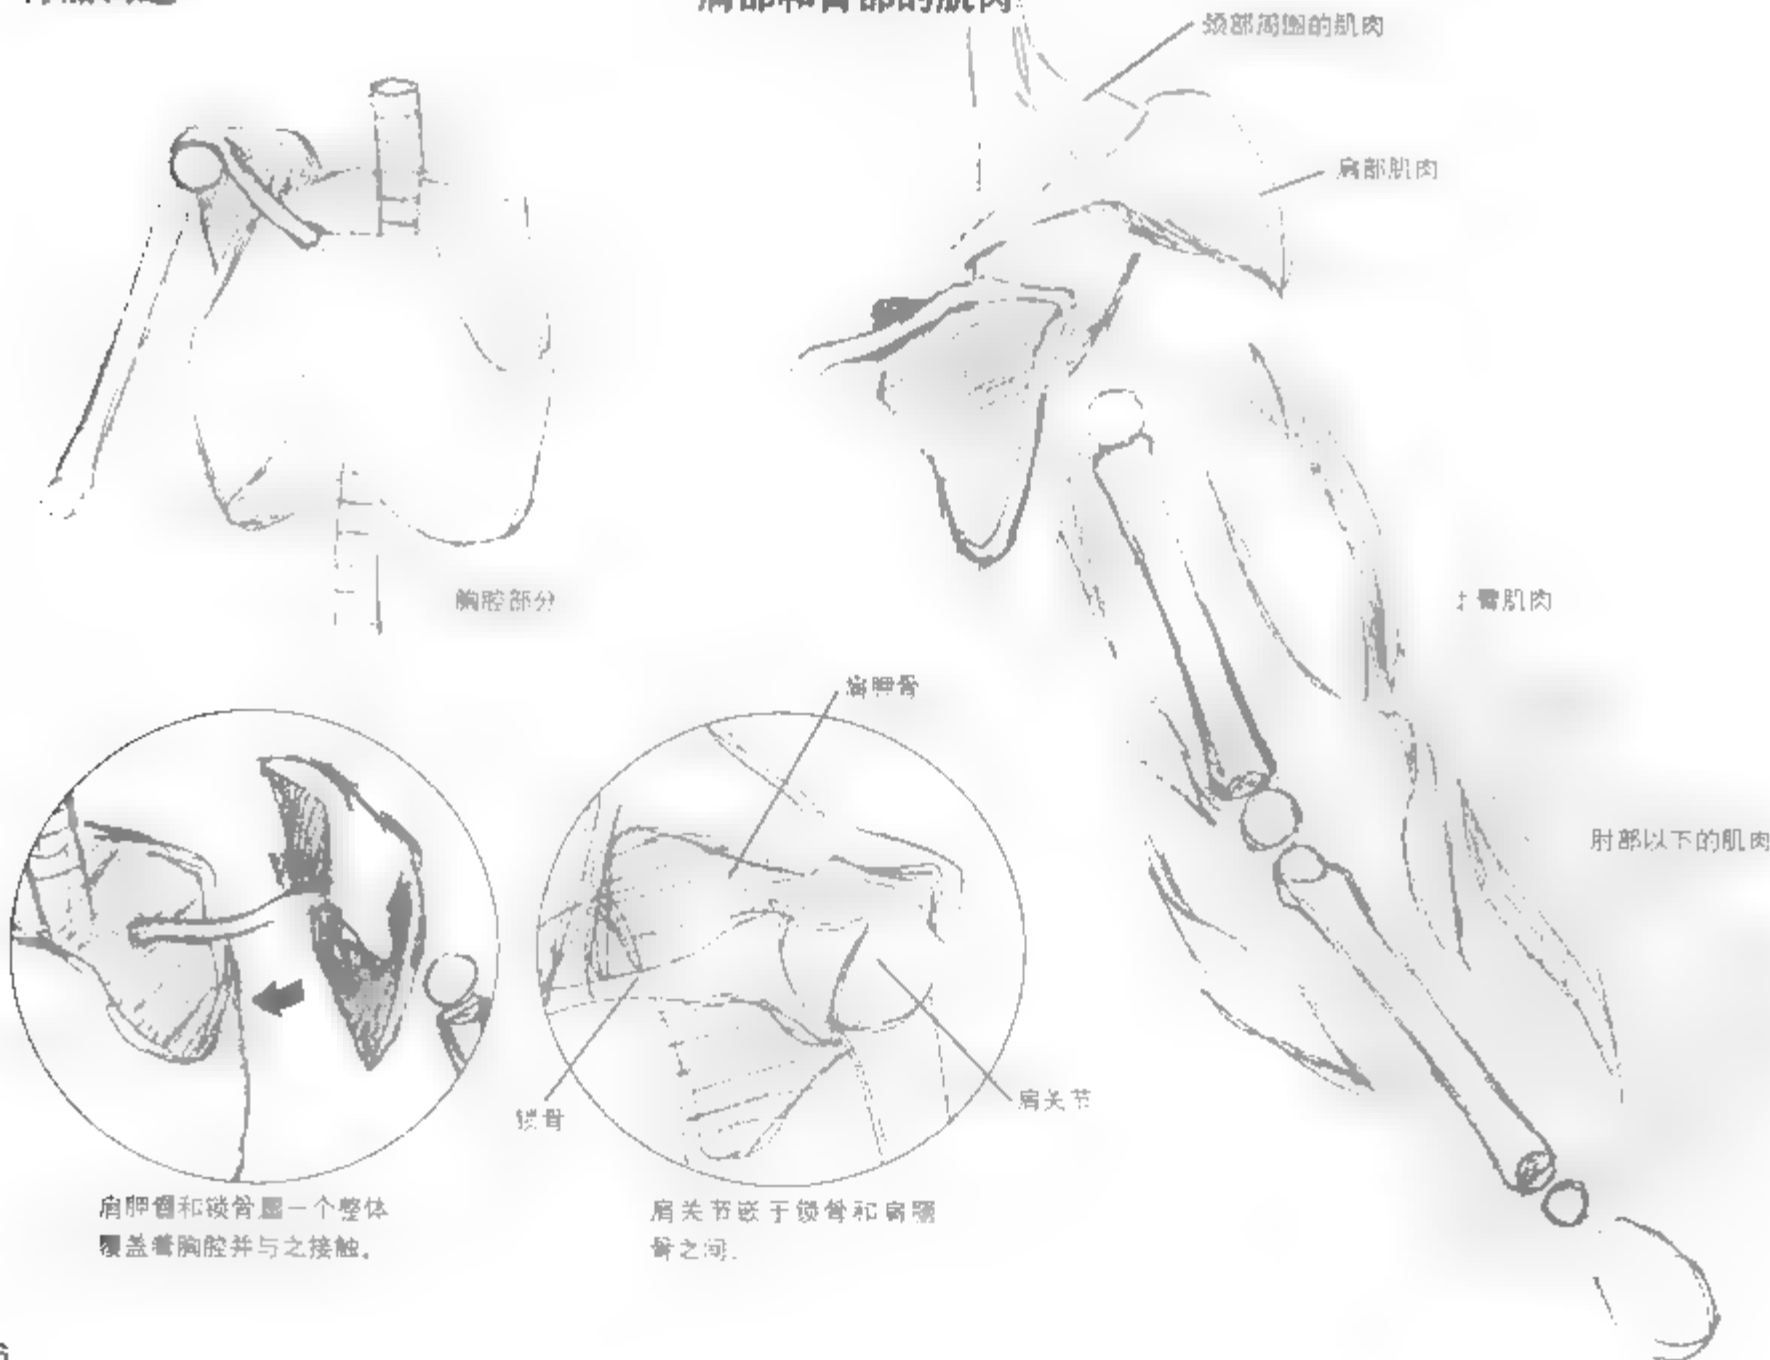 肩部和臂部的肌肉
颈部周围的肌肉
肩部肌肉
胸腔部分
臂肌肉
肩胛骨
肘部以下的肌肉
锁骨
肩关节
肩胛骨和锁骨 一个整体
覆盖着胸腔并与之接触。
肩关节嵌于锁骨和肩胛
骨之间.